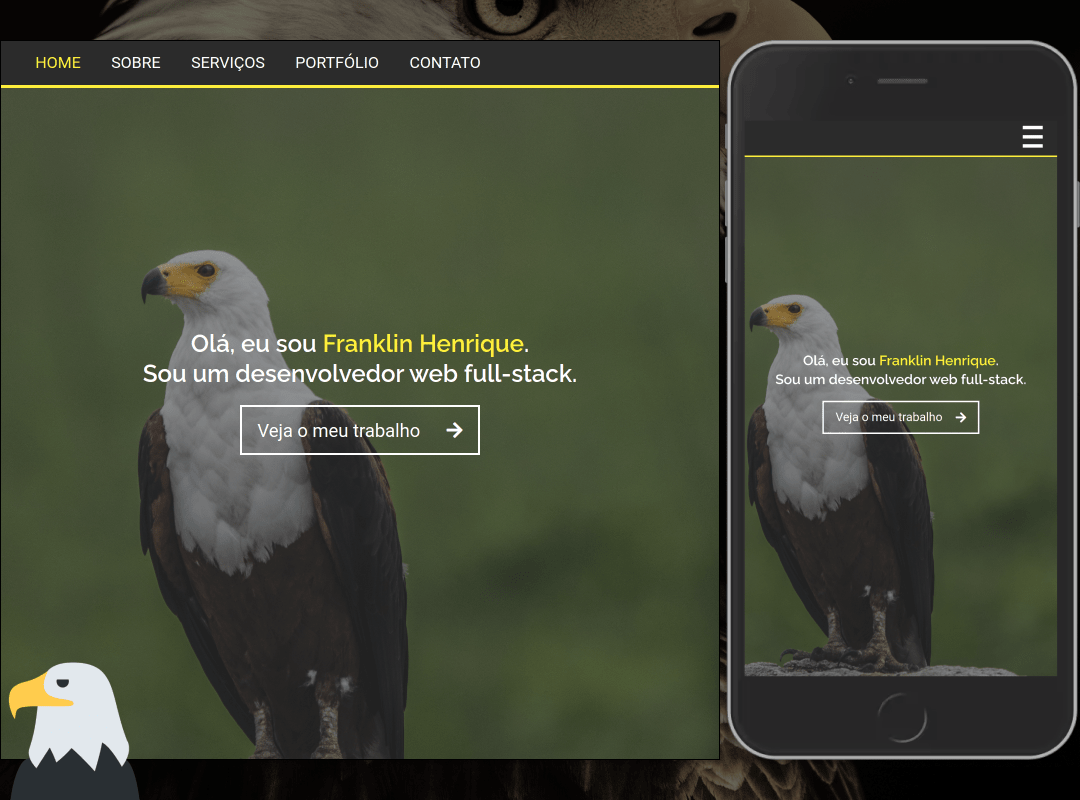 HOME SOBRE SERVIÇOS PORTFÓLIO CONTATO
Olá, eu sou Franklin Henrique.
Sou um desenvolvedor web full-stack.
Veja o meu trabalho
Olá, eu sou Franklin Henrique.
Sou um desenvolvedor web full-stack.
Veja o meu trabalho